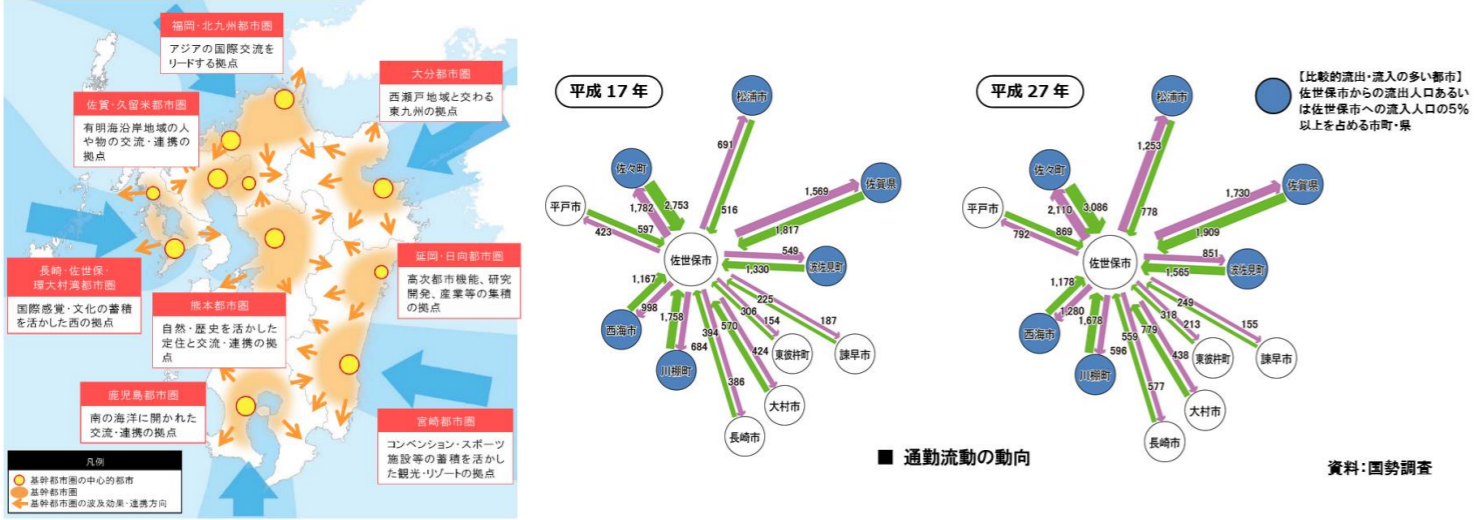 福岡・北九州都市圏
アジアの国際交流を
リードする拠点
大分都市圏
西瀬戸地域と交わる
東九州の拠点
佐賀・久留米都市圏
有明海沿岸地域の人
や物の交流・連携の
拠点
長崎・佐世保・
環大村湾都市圏
国際感覚・文化の蓄積
を活かした西の拠点
熊本都市圏
自然・歴史を活かした
定住と交流・連携の拠
点
延岡・日向都市圏
高次都市機能、研究
開発、産業等の集積
の拠点
鹿児島都市圏
南の海洋に開かれた
交流・連携の拠点
宮崎都市圏
コンベンション・スポーツ
施設等の蓄積を活かし
た観光・リゾートの拠点
凡例
基幹都市圏の中心的都市
基幹都市圏
基幹都市圏の波及効果・連携方向
平成 17 年
松浦市
691
516
佐々町
2,753
1,782
佐賀県
1,569
1,817
平戸市
597
423
佐世保市
549
1,330
波佐見町
1,167
998
西海市
1,758
684
川棚町
394
386
長崎市
570
424
大村市
306
154
東彼杵町
225
187
諫早市
平成 27 年
松浦市
1,253
778
佐々町
3,086
2,110
佐賀県
1,730
1,909
平戸市
869
792
佐世保市
851
1,565
波佐見町
1,178
1,280
西海市
1,678
596
川棚町
559
577
長崎市
779
438
大村市
318
213
東彼杵町
249
155
諫早市
【比較的流出・流入の多い都市】
佐世保市からの流出人口あるい
は佐世保市への流入人口の5%
以上を占める市町・県
■ 通勤流動の動向
資料：国勢調査